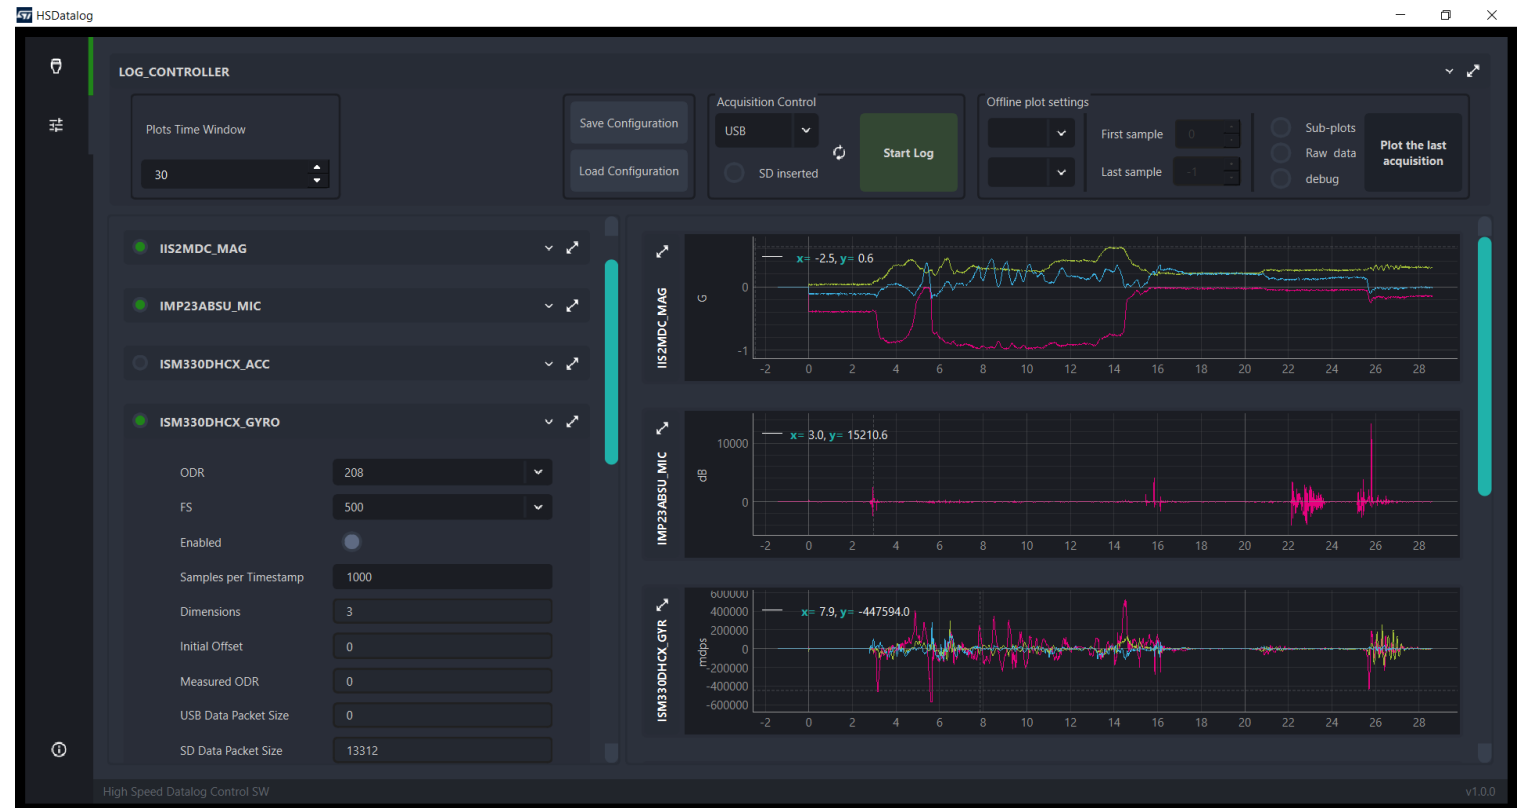 HSDatalog
LOG_CONTROLLER
Plots Time Window
30
Save Configuration
Load Configuration
Acquisition Control
USB
SD inserted
Start Log
Offline plot settings
First sample
0
Last sample
-1
Sub-plots
Raw data
debug
Plot the last
acquisition
IIS2MDC_MAG
IMP23ABSU_MIC
ISM330DHCX_ACC
ISM330DHCX_GYRO
ODR
208
FS
500
Enabled
Samples per Timestamp
1000
Dimensions
3
Initial Offset
0
Measured ODR
0
USB Data Packet Size
0
SD Data Packet Size
13312
IIS2MDC_MAG
G
x= -2.5, y= 0.6
0
-1
-2 0 2 4 6 8 10 12 14 16 18 20 22 24 26 28
IMP23ABSU_MIC
dB
x= 3.0, y= 15210.6
10000
0
-2 0 2 4 6 8 10 12 14 16 18 20 22 24 26 28
ISM330DHCX_GYR
mdps
x= 7.9, y= -447594.0
600000
400000
200000
0
-200000
-400000
-600000
-2 0 2 4 6 8 10 12 14 16 18 20 22 24 26 28
High Speed Datalog Control SW
v1.0.0